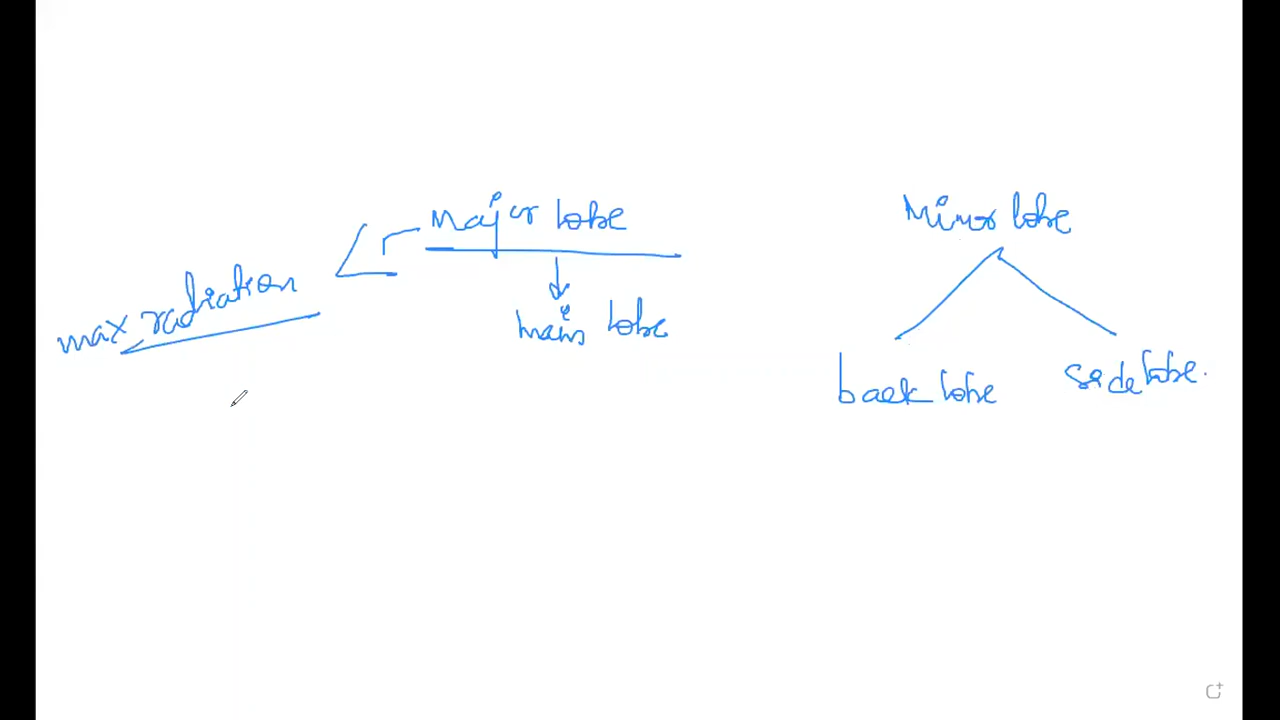 Major lobe
Minor lobe
max radiation
main lobe
back lobe
side lobe.